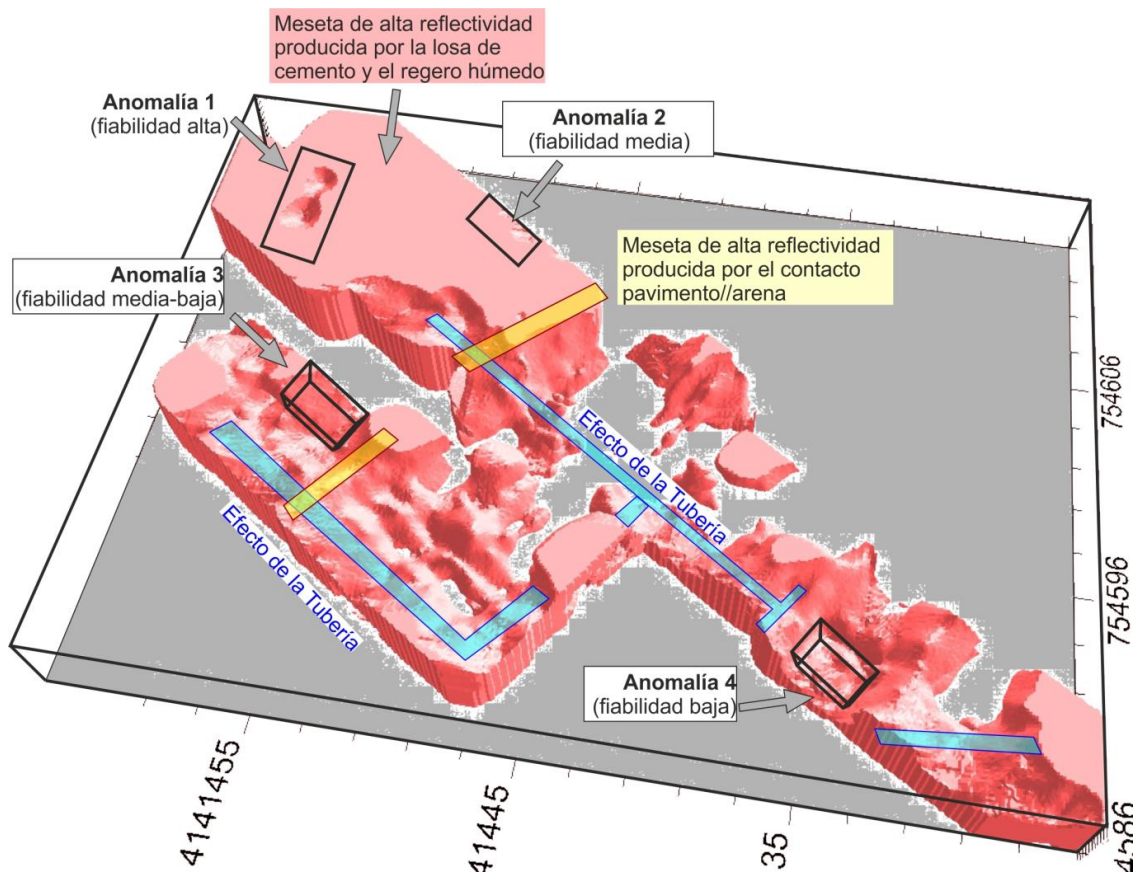 Meseta de alta reflectividad
producida por la losa de
cemento y el regero húmedo
Anomalía 1
(fiabilidad alta)
Anomalía 2
(fiabilidad media)
Meseta de alta reflectividad
producida por el contacto
pavimento//arena
Anomalía 3
(fiabilidad media-baja)
Efecto de la Tubería
Efecto de la Tubería
Anomalía 4
(fiabilidad baja)
754606
754596
4586
4141455
41445
35